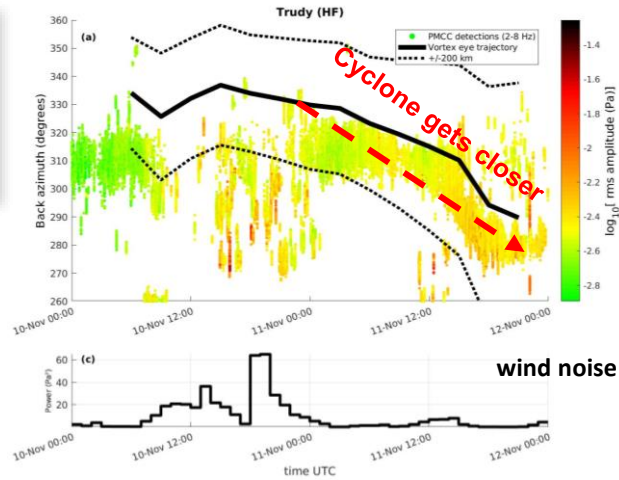 Trudy (HF)
(a)
PMCC detections (2-8 Hz)
Vortex eye trajectory
+/-200 km
Cyclone gets closer
Back azimuth (degrees)
360
350
340
330
320
310
300
290
280
270
260
10-Nov 00:00
10-Nov 12:00
11-Nov 00:00
11-Nov 12:00
12-Nov 00:00
-1.4
-1.6
-1.8
-2
-2.2
-2.4
-2.6
-2.8
log10[ rms amplitude (Pa)]
(c)
wind noise
Power (Pa²)
60
40
20
10-Nov 00:00
10-Nov 12:00
11-Nov 00:00
11-Nov 12:00
12-Nov 00:00
time UTC